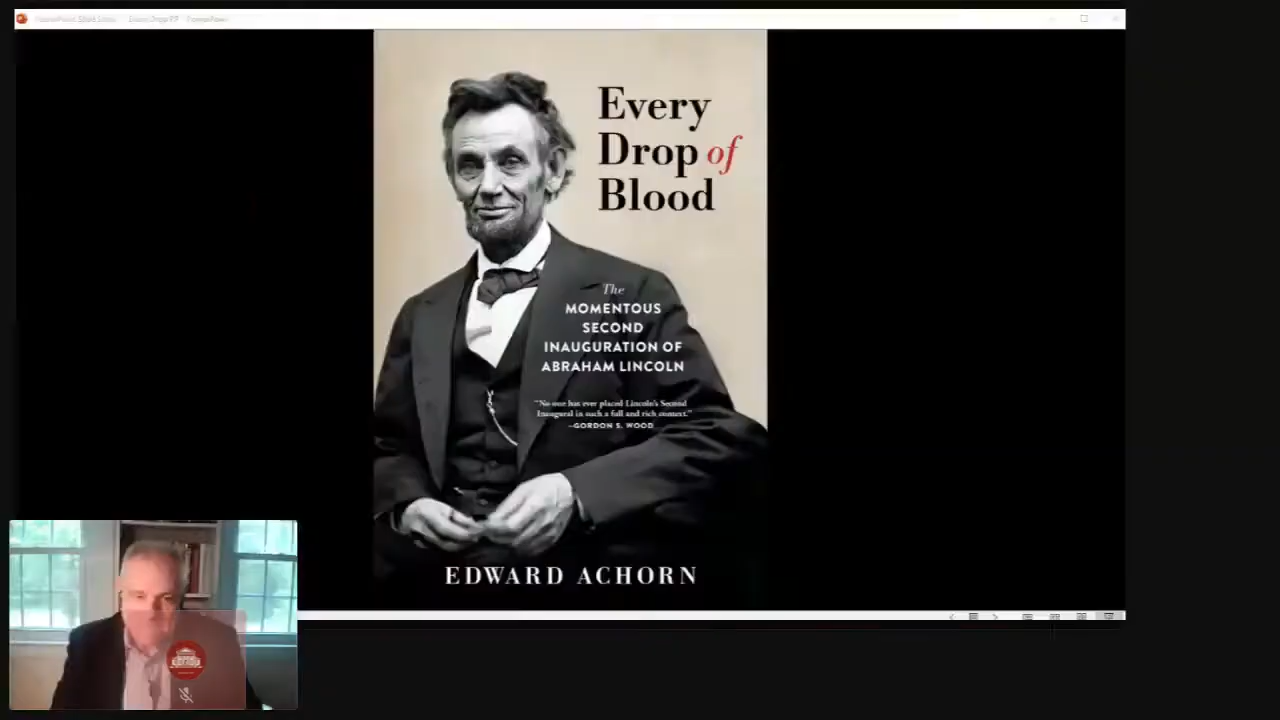 Every
Drop of
Blood
The
MOMENTOUS
SECOND
INAUGURATION OF
ABRAHAM LINCOLN
"No one has ever placed Lincoln's Second
Inaugural in such a full and rich context."
–GORDON S. WOOD
EDWARD ACHORN